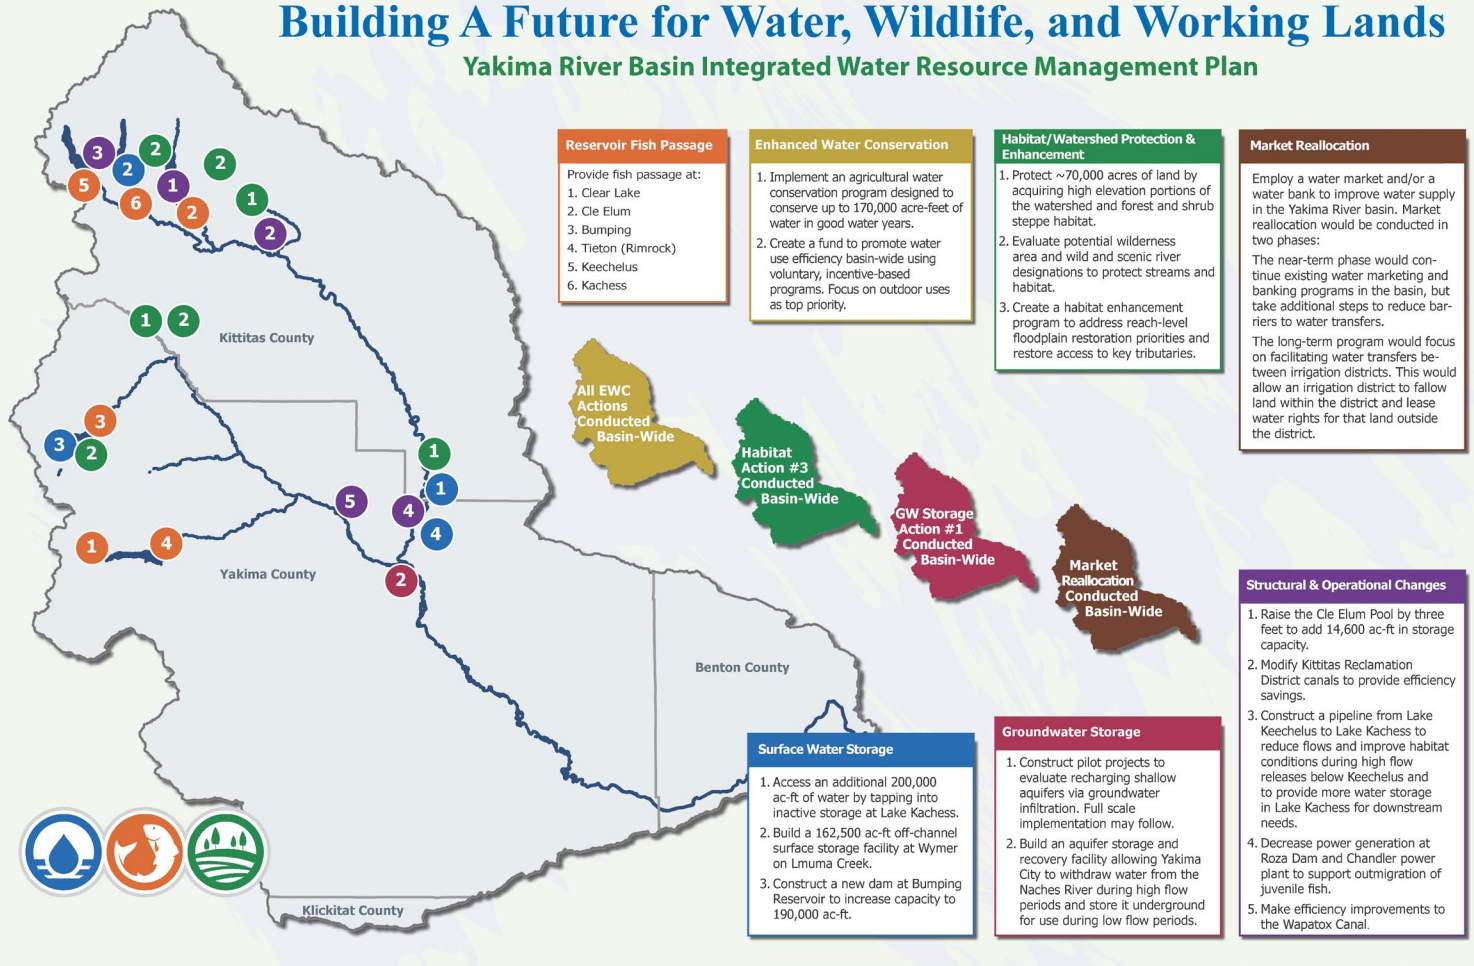 Building A Future for Water, Wildlife, and Working Lands
Yakima River Basin Integrated Water Resource Management Plan
Reservoir Fish Passage
Provide fish passage at:
1. Clear Lake
2. Cle Elum
3. Bumping
4. Tieton (Rimrock)
5. Keechelus
6. Kachess
Enhanced Water Conservation
1. Implement an agricultural water
conservation program designed to
conserve up to 170,000 acre-feet of
water in good water years.
2. Create a fund to promote water
use efficiency basin-wide using
voluntary, incentive-based
programs. Focus on outdoor uses
as top priority.
Habitat/Watershed Protection &
Enhancement
1. Protect ~70,000 acres of land by
acquiring high elevation portions of
the watershed and forest and shrub
steppe habitat.
2. Evaluate potential wilderness
area and wild and scenic river
designations to protect streams and
habitat.
3. Create a habitat enhancement
program to address reach-level
floodplain restoration priorities and
restore access to key tributaries.
Market Reallocation
Employ a water market and/or a
water bank to improve water supply
in the Yakima River basin. Market
reallocation would be conducted in
two phases:
The near-term phase would con-
tinue existing water marketing and
banking programs in the basin, but
take additional steps to reduce bar-
riers to water transfers.
The long-term program would focus
on facilitating water transfers be-
tween irrigation districts. This would
allow an irrigation district to fallow
land within the district and lease
water rights for that land outside
the district.
3
2
2
2
5
1
6
2
1
2
1
2
Kittitas County
3
3
2
1
1
5
4
4
1
4
2
Yakima County
Benton County
Klickitat County
All EWC
Actions
Conducted
Basin-Wide
Habitat
Action #3
Conducted
Basin-Wide
GW Storage
Action #1
Conducted
Basin-Wide
Market
Reallocation
Conducted
Basin-Wide
Surface Water Storage
1. Access an additional 200,000
ac-ft of water by tapping into
inactive storage at Lake Kachess.
2. Build a 162,500 ac-ft off-channel
surface storage facility at Wymer
on Lmuma Creek.
3. Construct a new dam at Bumping
Reservoir to increase capacity to
190,000 ac-ft.
Groundwater Storage
1. Construct pilot projects to
evaluate recharging shallow
aquifers via groundwater
infiltration. Full scale
implementation may follow.
2. Build an aquifer storage and
recovery facility allowing Yakima
City to withdraw water from the
Naches River during high flow
periods and store it underground
for use during low flow periods.
Structural & Operational Changes
1. Raise the Cle Elum Pool by three
feet to add 14,600 ac-ft in storage
capacity.
2. Modify Kittitas Reclamation
District canals to provide efficiency
savings.
3. Construct a pipeline from Lake
Keechelus to Lake Kachess to
reduce flows and improve habitat
conditions during high flow
releases below Keechelus and
to provide more water storage
in Lake Kachess for downstream
needs.
4. Decrease power generation at
Roza Dam and Chandler power
plant to support outmigration of
juvenile fish.
5. Make efficiency improvements to
the Wapatox Canal.